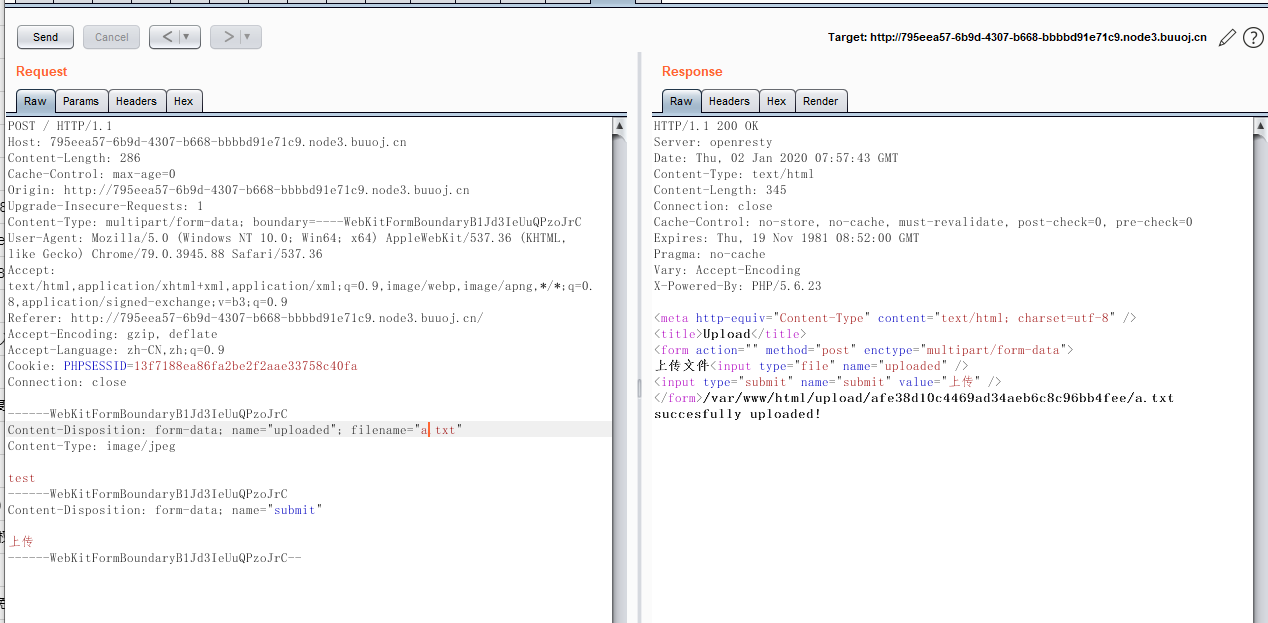 Send
Cancel
<
>
Target: http://795eea57-6b9d-4307-b668-bbbbd91e71c9.node3.buuoj.cn
?
Request
Raw Params Headers Hex
POST / HTTP/1.1
Host: 795eea57-6b9d-4307-b668-bbbbd91e71c9.node3.buuoj.cn
Content-Length: 286
Cache-Control: max-age=0
Origin: http://795eea57-6b9d-4307-b668-bbbbd91e71c9.node3.buuoj.cn
Upgrade-Insecure-Requests: 1
Content-Type: multipart/form-data; boundary=----WebKitFormBoundaryB1Jd3IeUuQPzoJrC
User-Agent: Mozilla/5.0 (Windows NT 10.0; Win64; x64) AppleWebKit/537.36 (KHTML,
like Gecko) Chrome/79.0.3945.88 Safari/537.36
Accept:
text/html,application/xhtml+xml,application/xml;q=0.9,image/webp,image/apng,*/*;q=0.
8,application/signed-exchange;v=b3;q=0.9
Referer: http://795eea57-6b9d-4307-b668-bbbbd91e71c9.node3.buuoj.cn/
Accept-Encoding: gzip, deflate
Accept-Language: zh-CN,zh;q=0.9
Cookie: PHPSESSID=13f7188ea86fa2be2f2aae33758c40fa
Connection: close

------WebKitFormBoundaryB1Jd3IeUuQPzoJrC
Content-Disposition: form-data; name="uploaded"; filename="a.txt"
Content-Type: image/jpeg

test
------WebKitFormBoundaryB1Jd3IeUuQPzoJrC
Content-Disposition: form-data; name="submit"

上传
------WebKitFormBoundaryB1Jd3IeUuQPzoJrC--
Response
Raw Headers Hex Render
HTTP/1.1 200 OK
Server: openresty
Date: Thu, 02 Jan 2020 07:57:43 GMT
Content-Type: text/html
Content-Length: 345
Connection: close
Cache-Control: no-store, no-cache, must-revalidate, post-check=0, pre-check=0
Expires: Thu, 19 Nov 1981 08:52:00 GMT
Pragma: no-cache
Vary: Accept-Encoding
X-Powered-By: PHP/5.6.23

<meta http-equiv="Content-Type" content="text/html; charset=utf-8" />
<title>Upload</title>
<form action="" method="post" enctype="multipart/form-data">
上传文件<input type="file" name="uploaded" />
<input type="submit" name="submit" value="上传" />
</form>/var/www/html/upload/afe38d10c4469ad34aeb6c8c96bb4fee/a.txt
succesfully uploaded!